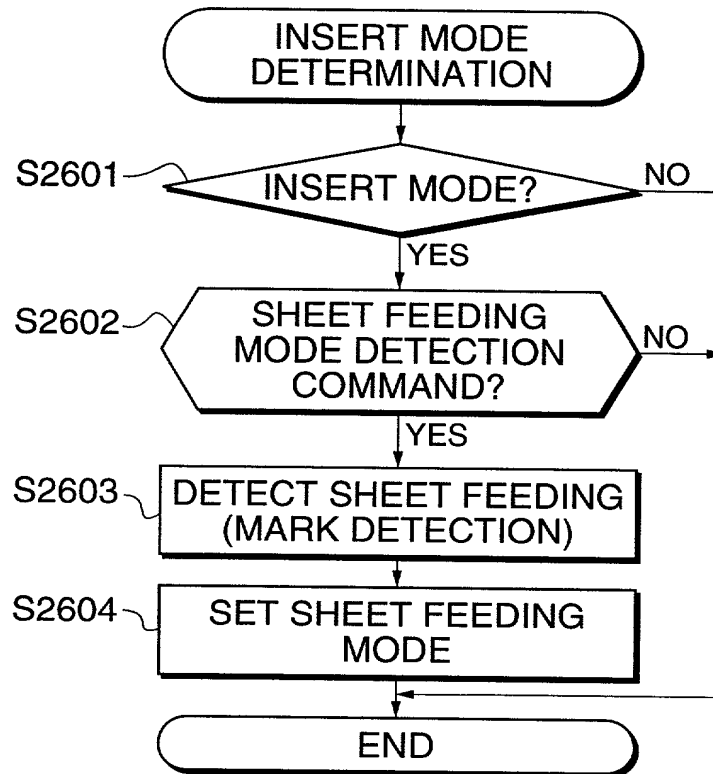 INSERT MODE
DETERMINATION
S2601
INSERT MODE?
NO
YES
S2602
SHEET FEEDING
MODE DETECTION
COMMAND?
NO
YES
S2603
DETECT SHEET FEEDING
(MARK DETECTION)
S2604
SET SHEET FEEDING
MODE
END